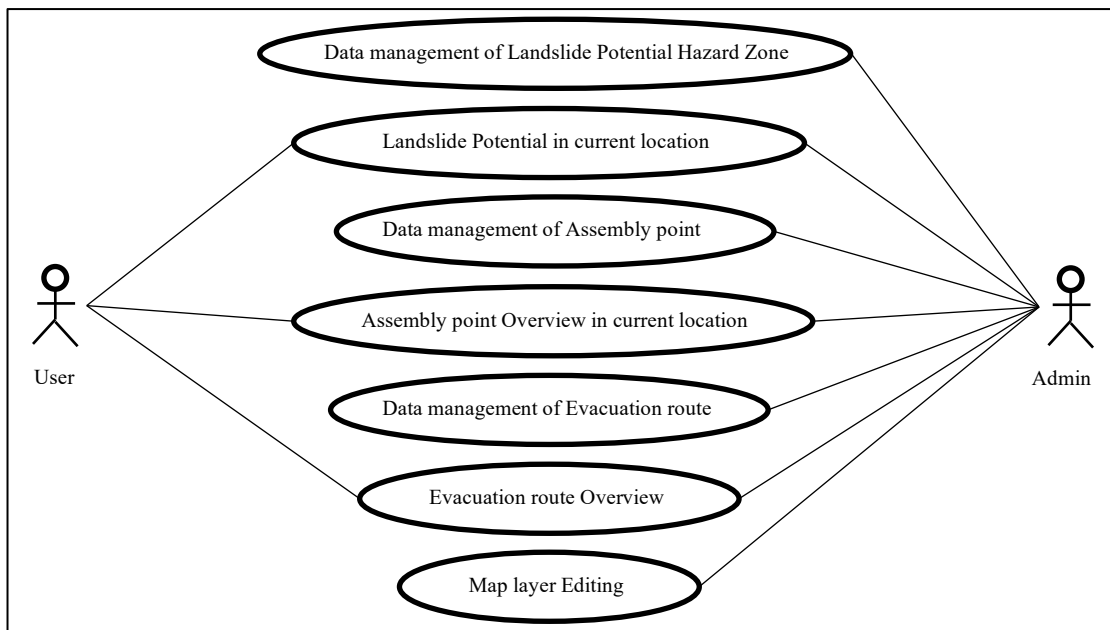 Data management of Landslide Potential Hazard Zone
Landslide Potential in current location
Data management of Assembly point
Assembly point Overview in current location
User
Admin
Data management of Evacuation route
Evacuation route Overview
Map layer Editing